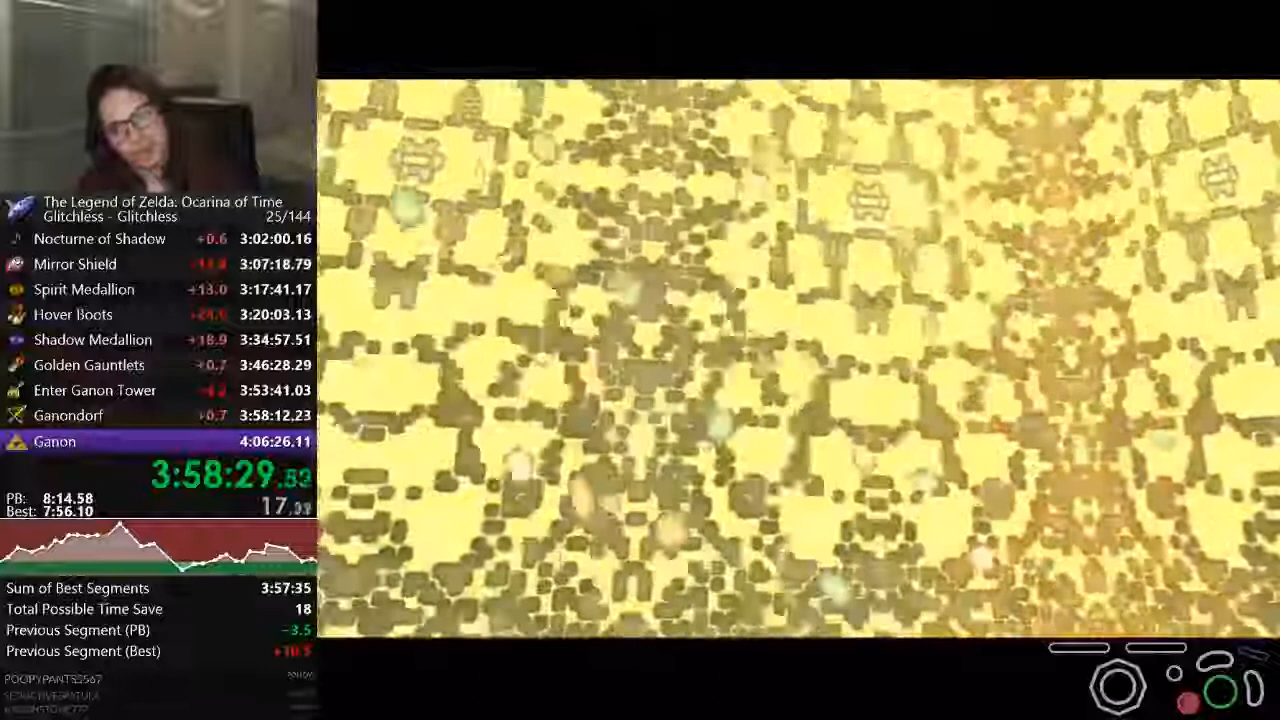 The Legend of Zelda: Ocarina of Time
Glitchless - Glitchless 25/144
Nocturne of Shadow +0.6 3:02:00.16
Mirror Shield 3:07:18.79
Spirit Medallion +13.0 3:17:41.17
Hover Boots 3:20:03.13
Shadow Medallion +18.9 3:34:57.51
Golden Gauntlets +0.7 3:46:28.29
Enter Ganon Tower 3:53:41.03
Ganondorf +0.7 3:58:12.23
Ganon 4:06:26.11
3:58:29
PB: 8:14.58
Best: 7:56.10
17
Sum of Best Segments 3:57:35
Total Possible Time Save 18
Previous Segment (PB) -3.5
Previous Segment (Best)